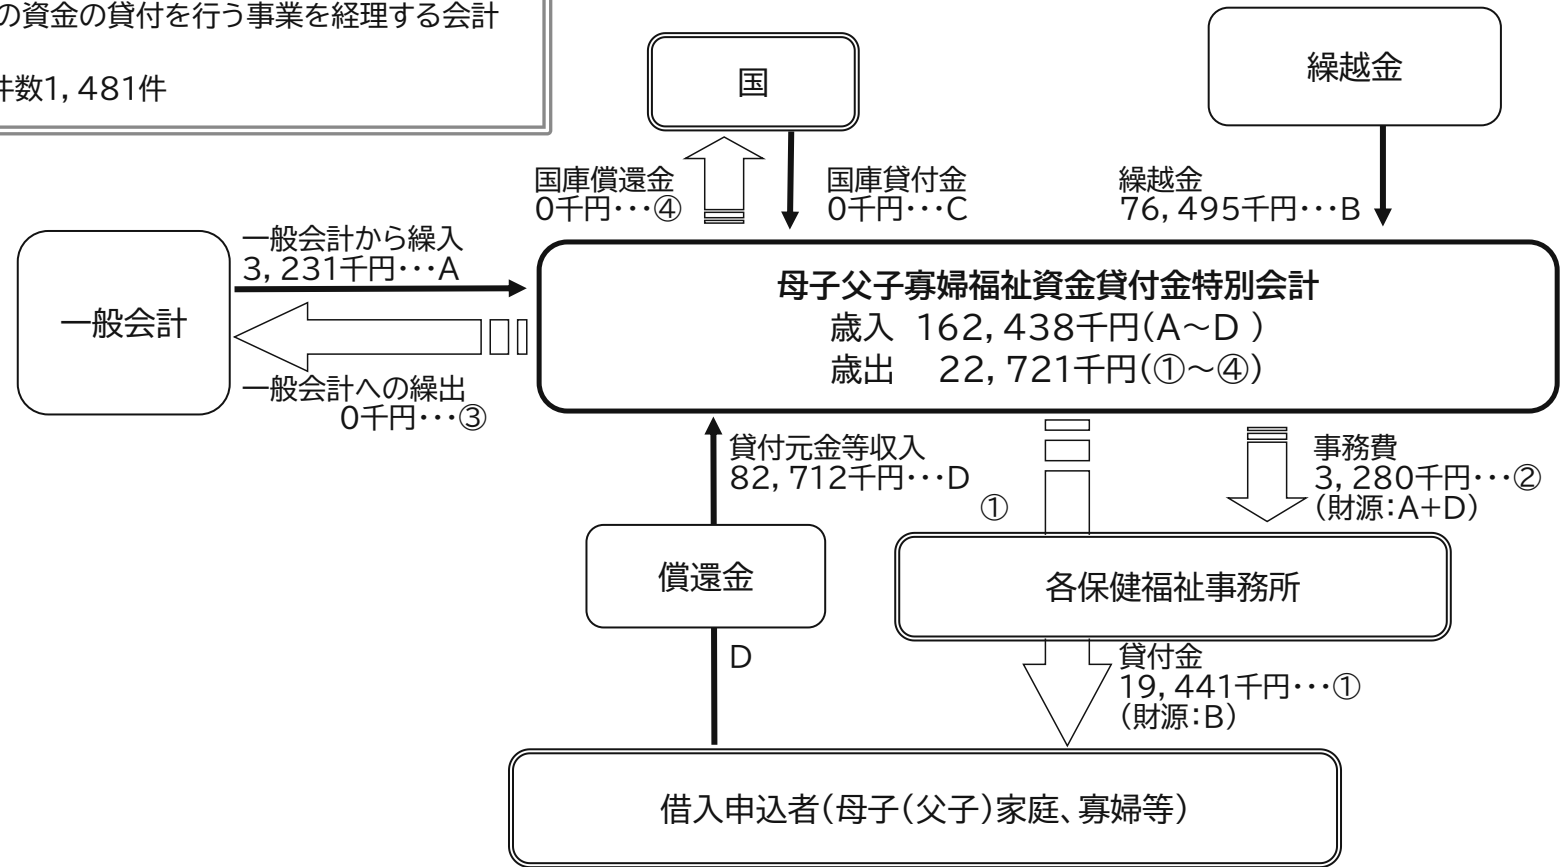 の資金の貸付を行う事業を経理する会計
件数1,481件
国
繰越金
国庫償還金
0千円・・・④
国庫貸付金
0千円・・・C
繰越金
76,495千円・・・B
一般会計から繰入
3,231千円・・・A
一般会計
一般会計への繰出
0千円・・・③
母子父子寡婦福祉資金貸付金特別会計
歳入 162,438千円(A～D )
歳出 22,721千円(①～④)
貸付元金等収入
82,712千円・・・D
①
事務費
3,280千円・・・②
(財源：A+D)
償還金
各保健福祉事務所
D
貸付金
19,441千円・・・①
(財源：B)
借入申込者(母子(父子)家庭、寡婦等)